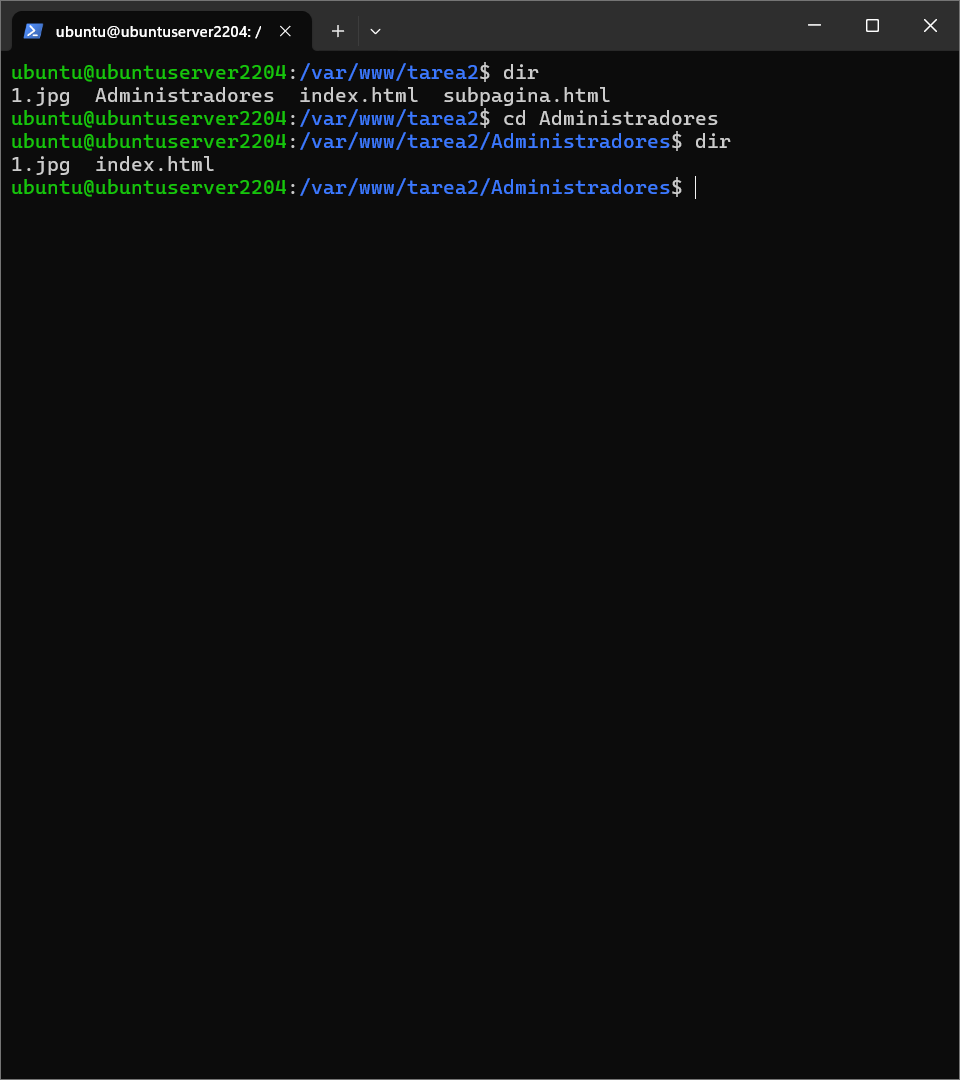 ubuntu@ubuntuserver2204: /
ubuntu@ubuntuserver2204:/var/www/tarea2$ dir
1.jpg  Administradores  index.html  subpagina.html
ubuntu@ubuntuserver2204:/var/www/tarea2$ cd Administradores
ubuntu@ubuntuserver2204:/var/www/tarea2/Administradores$ dir
1.jpg  index.html
ubuntu@ubuntuserver2204:/var/www/tarea2/Administradores$